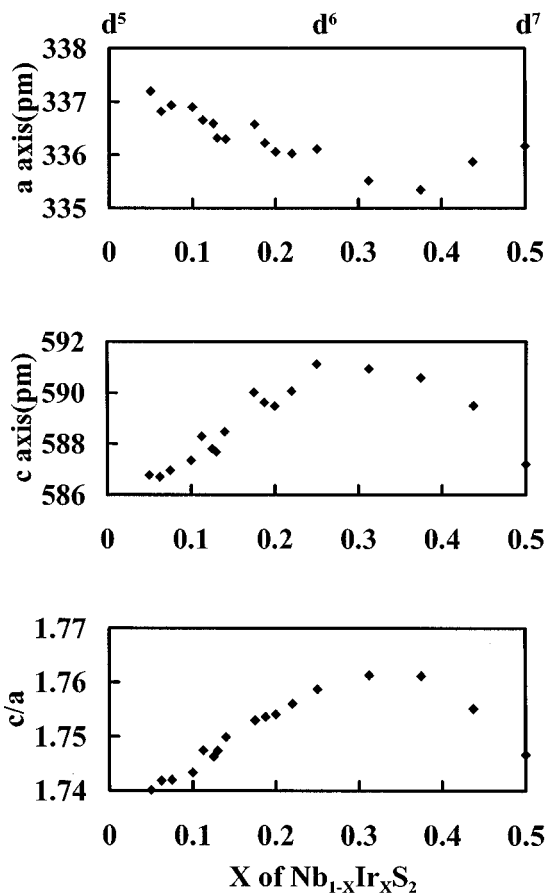 d⁵ d⁶ d⁷
338
337
336
335
a axis(pm)
0 0.1 0.2 0.3 0.4 0.5
592
590
588
586
c axis(pm)
0 0.1 0.2 0.3 0.4 0.5
1.77
1.76
1.75
1.74
c/a
0 0.1 0.2 0.3 0.4 0.5
X of Nb₁₋ₓIrₓS₂